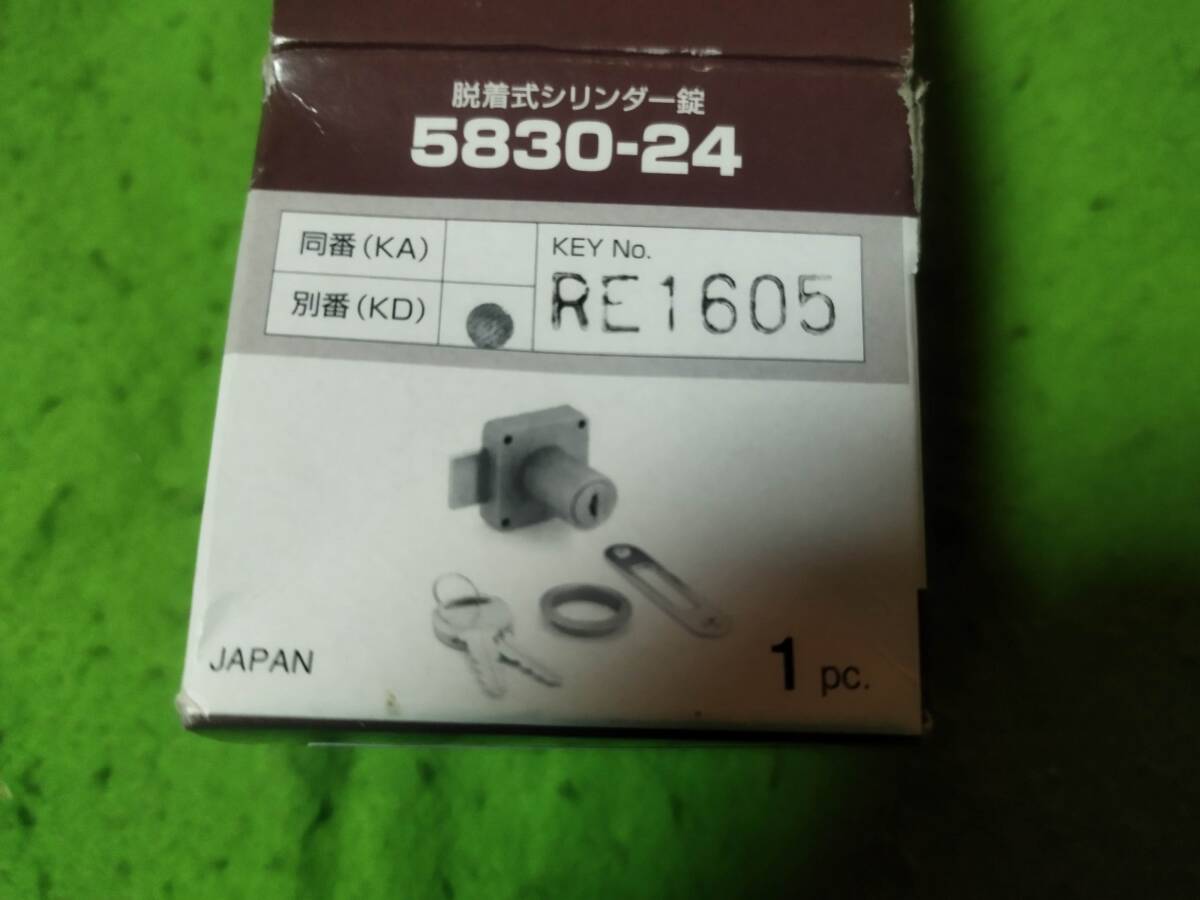 脱着式シリンダー錠
5830-24
同番(KA)
KEY No.
別番(KD)
RE1605
JAPAN
1 pc.